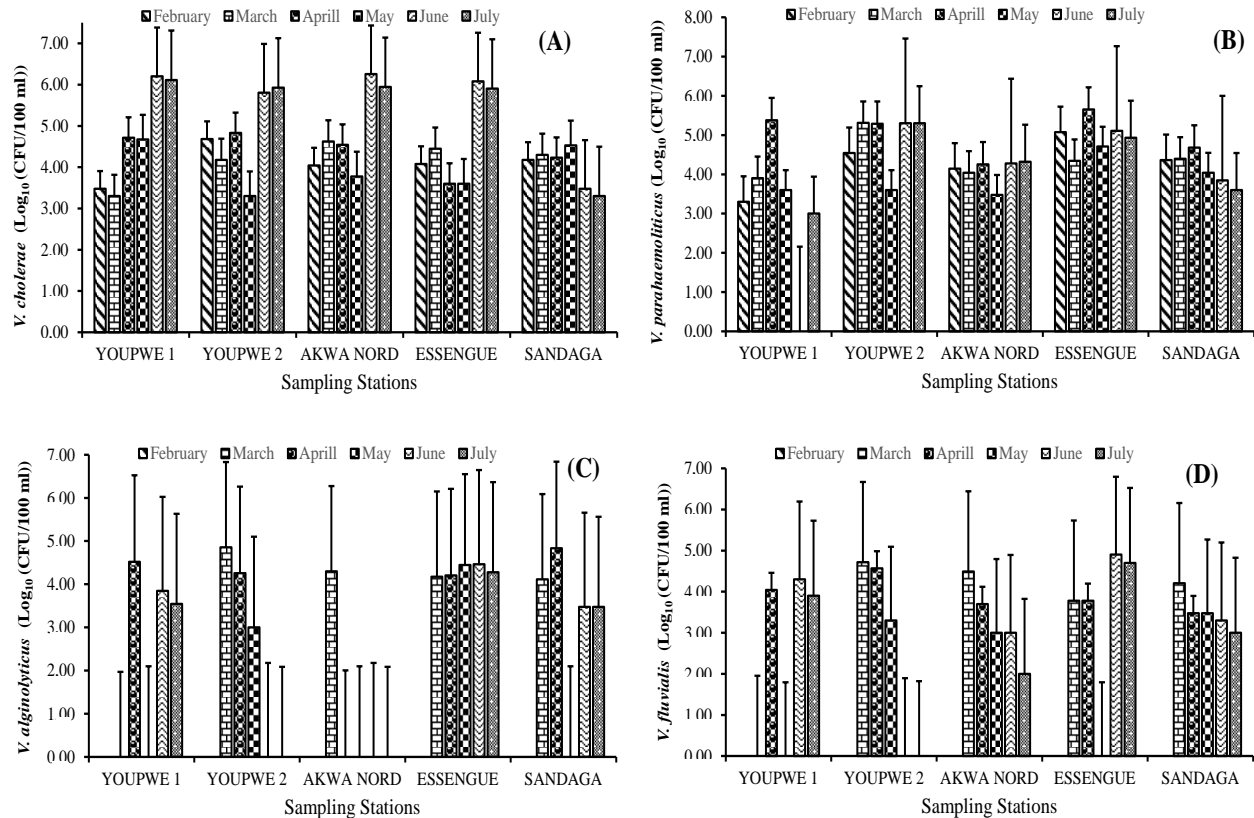 February March Aprill May June July
(A)
V. cholerae (Log10 (CFU/100 ml))
7.00
6.00
5.00
4.00
3.00
2.00
1.00
0.00
YOUPWE 1 YOUPWE 2 AKWA NORD ESSENGUE SANDAGA
Sampling Stations
February March Aprill May June July
(B)
V. parahaemoliticus (Log10 (CFU/100 ml))
8.00
7.00
6.00
5.00
4.00
3.00
2.00
1.00
0.00
YOUPWE 1 YOUPWE 2 AKWA NORD ESSENGUE SANDAGA
Sampling Stations
February March Aprill May June July
(C)
V. alginolyticus (Log10 (CFU/100 ml))
7.00
6.00
5.00
4.00
3.00
2.00
1.00
0.00
YOUPWE 1 YOUPWE 2 AKWA NORD ESSENGUE SANDAGA
Sampling Stations
February March Aprill May June July
(D)
V. fluvialis (Log10 (CFU/100 ml))
7.00
6.00
5.00
4.00
3.00
2.00
1.00
0.00
YOUPWE 1 YOUPWE 2 AKWA NORD ESSENGUE SANDAGA
Sampling Stations